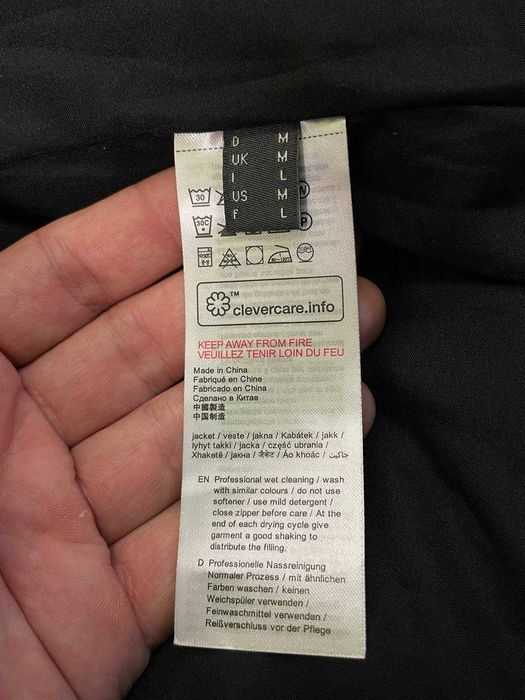 D M
UK M
I L
US M
F L
30
30C
W
P
clevercare.info
TM
KEEP AWAY FROM FIRE
VEUILLEZ TENIR LOIN DU FEU
Made in China
Fabriqué en Chine
Fabricado en China
Сделано в Китае
中國製造
中国制造
jacket / veste / jakna / Kabátek / jakk /
lyhyt takki / jacka / część ubrania /
Xhaketë / јакна / जैकेट / Áo khoác / جاكيت
EN Professional wet cleaning / wash
with similar colours / do not use
softener / use mild detergent /
close zipper before care / At the
end of each drying cycle give
garment a good shaking to
distribute the filling.
D Professionelle Nassreinigung
Normaler Prozess / mit ähnlichen
Farben waschen / keinen
Weichspüler verwenden /
Feinwaschmittel verwenden /
Reißverschluss vor der Pflege